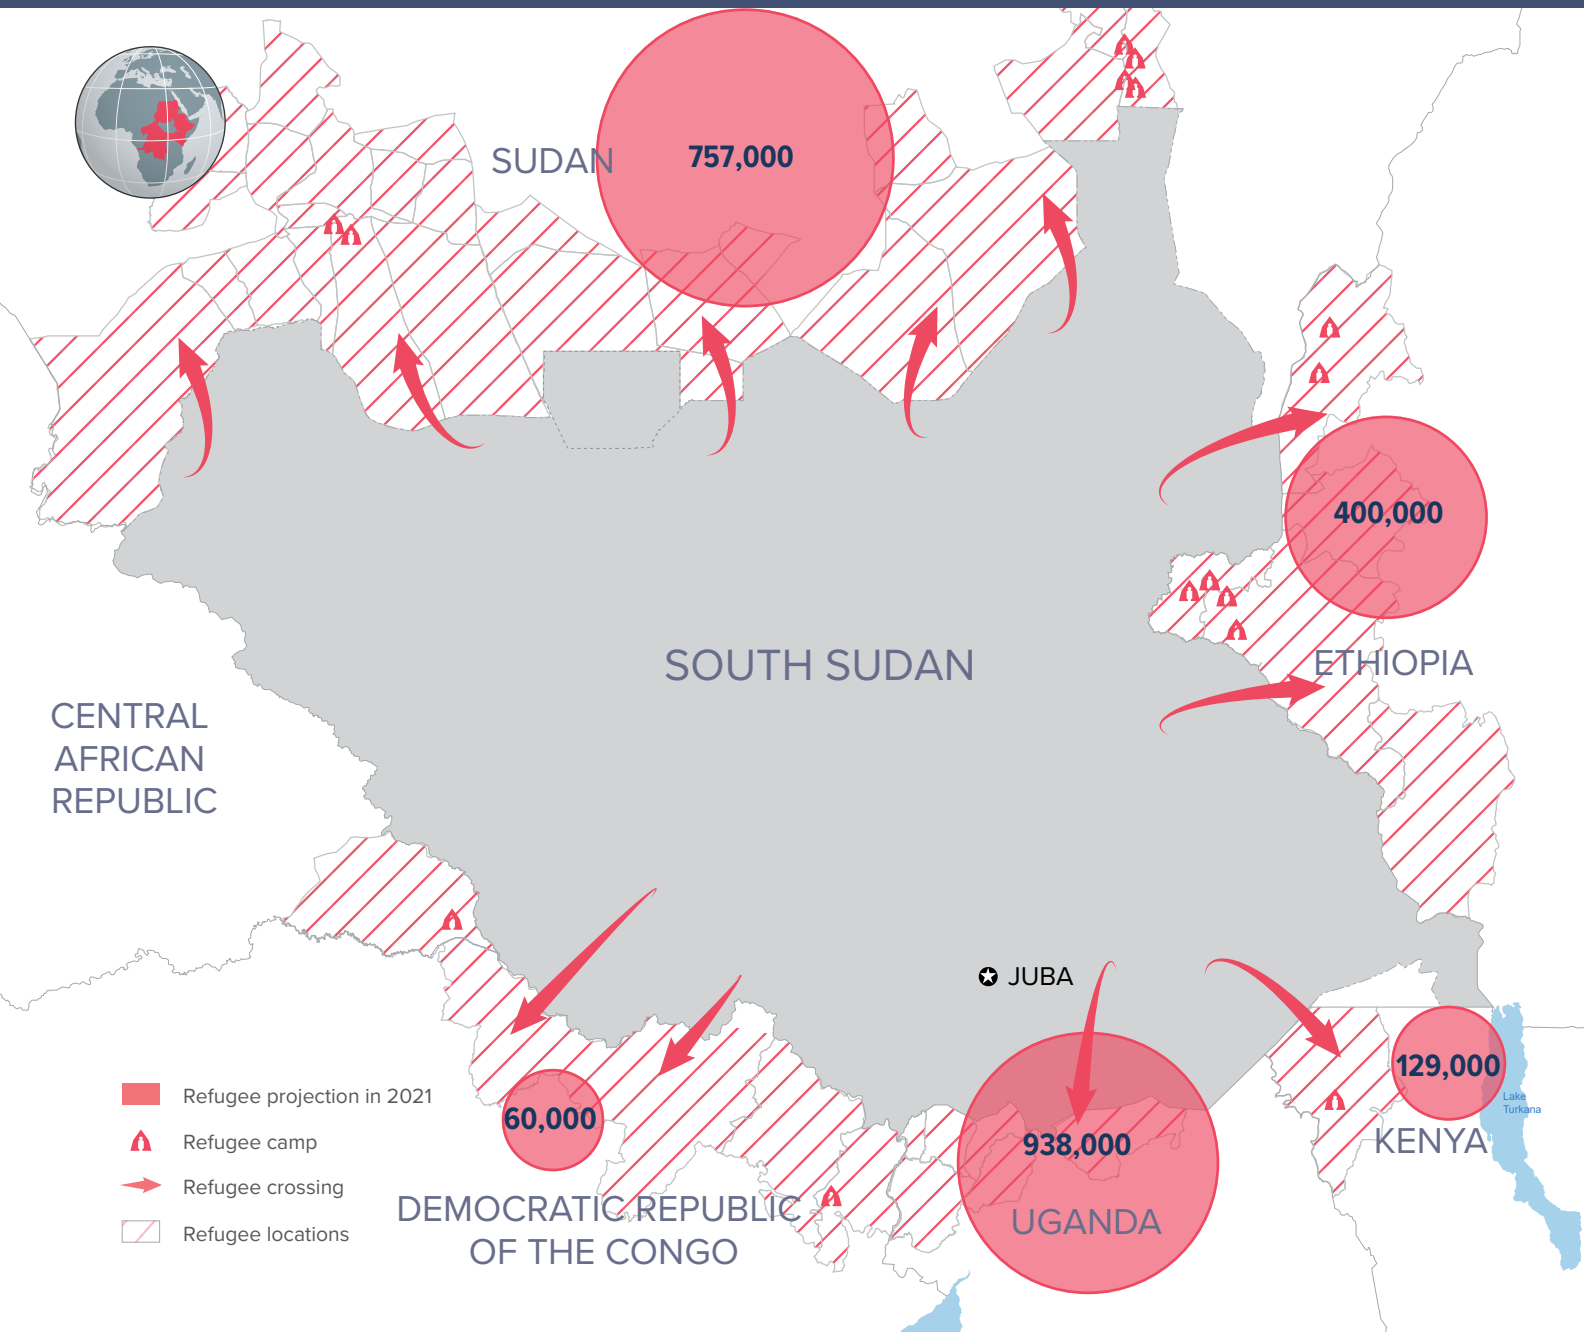 SUDAN
757,000
400,000
ETHIOPIA
SOUTH SUDAN
CENTRAL
AFRICAN
REPUBLIC
JUBA
129,000
Lake
Turkana
KENYA
60,000
938,000
UGANDA
DEMOCRATIC REPUBLIC
OF THE CONGO
Refugee projection in 2021
Refugee camp
Refugee crossing
Refugee locations